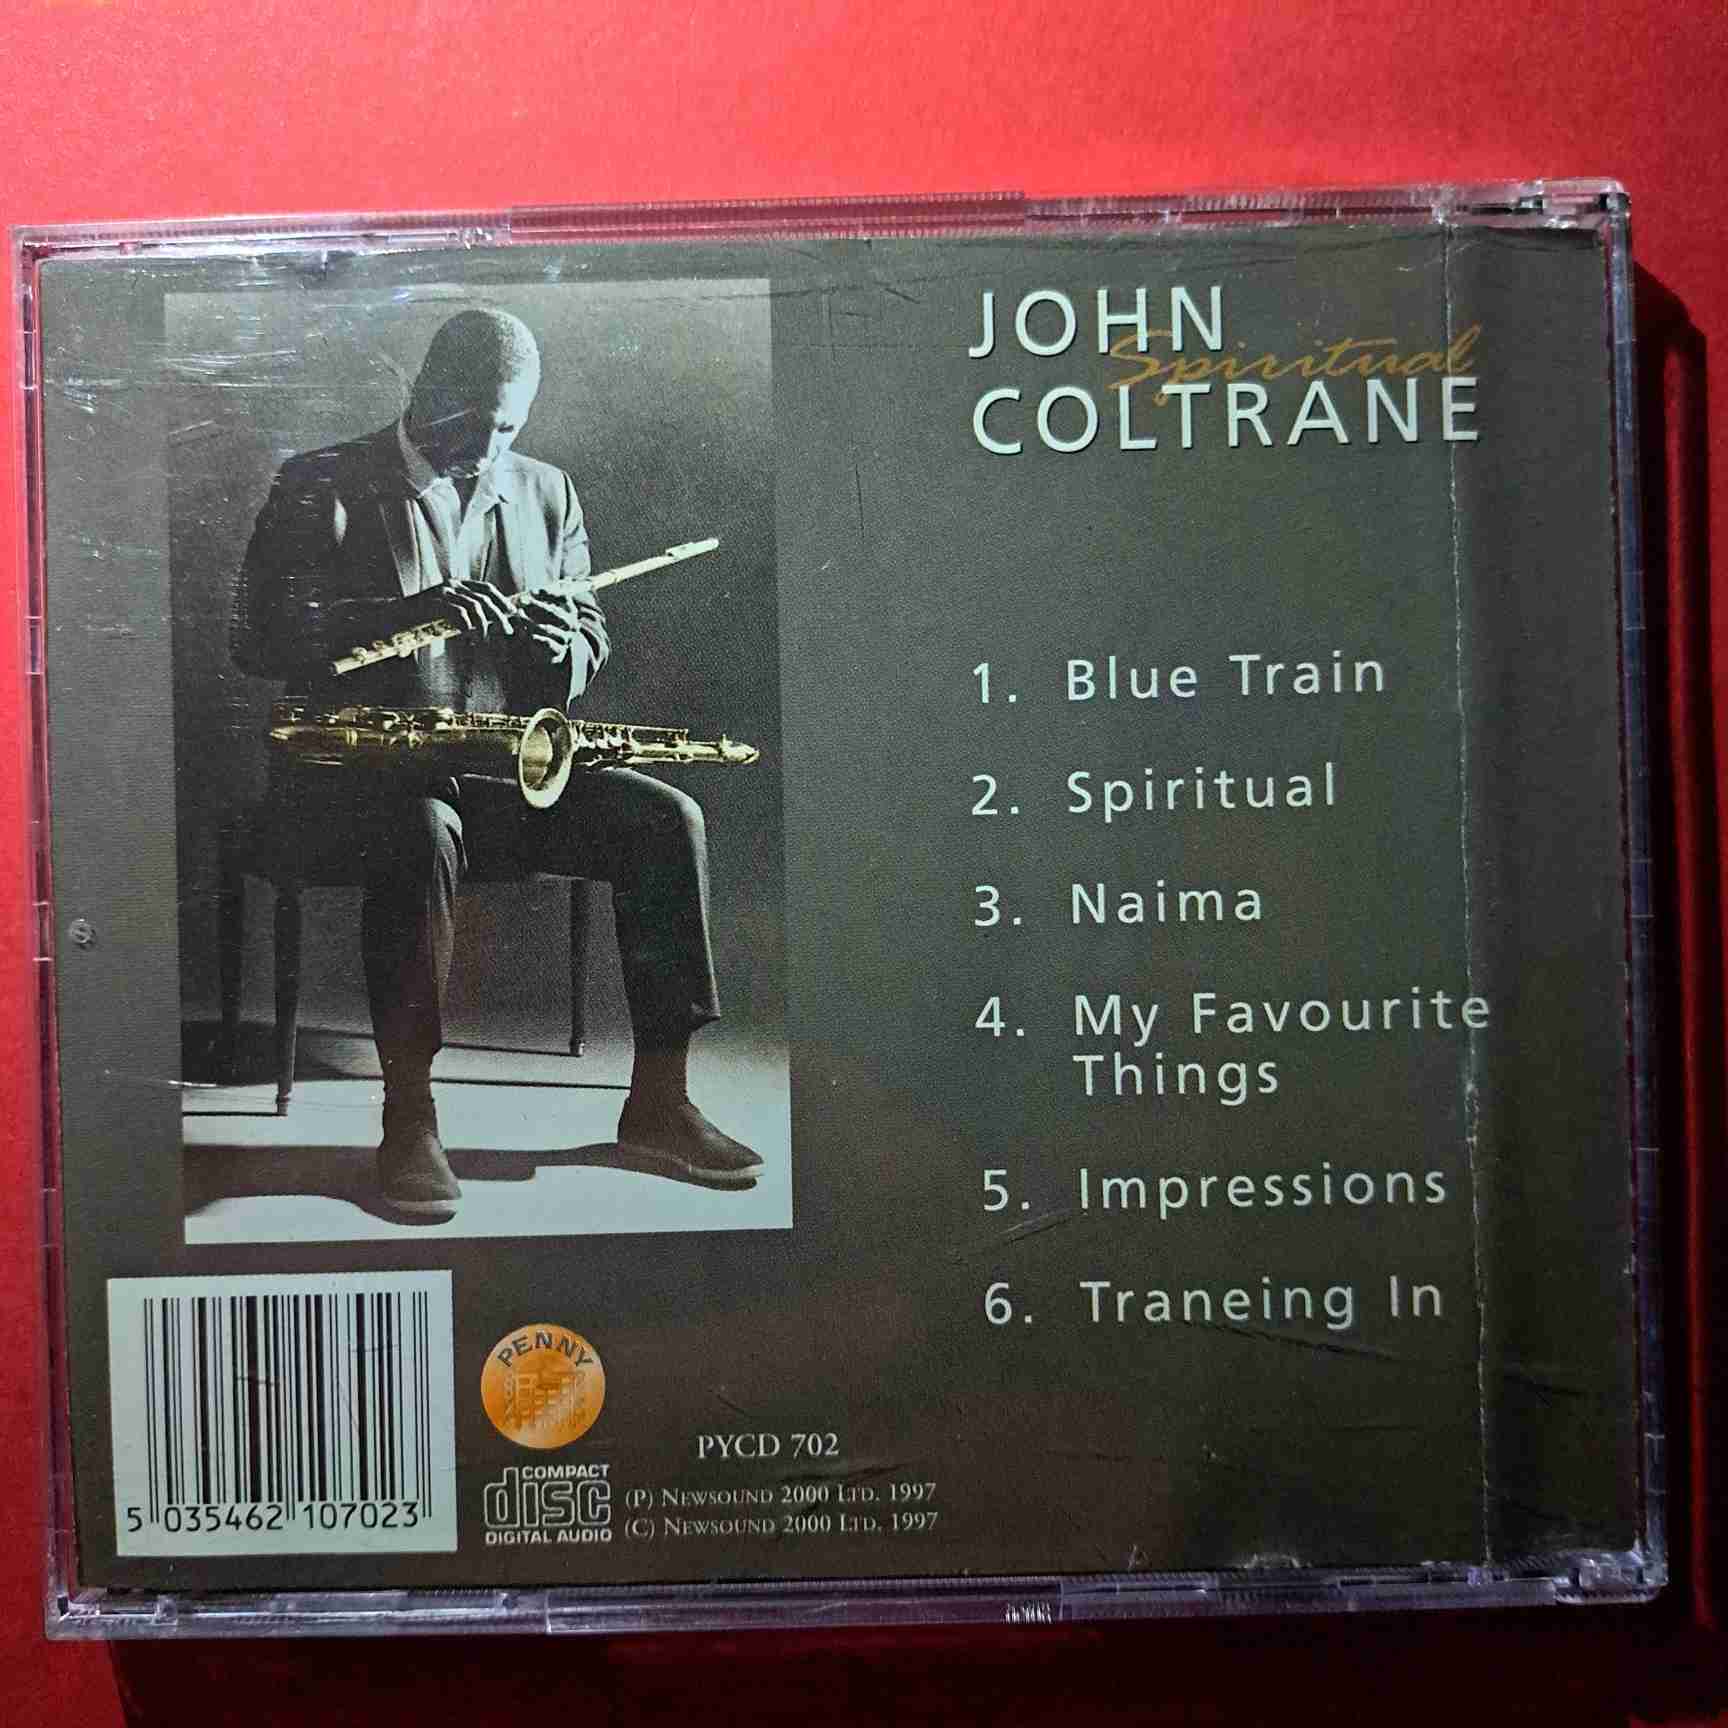 JOHN
Spiritual
COLTRANE
1. Blue Train
2. Spiritual
3. Naima
4. My Favourite
Things
5. Impressions
6. Traneing In
PENNY
PYCD 702
COMPACT
disc
DIGITAL AUDIO
(P) NEWSOUND 2000 LTD. 1997
(C) NEWSOUND 2000 LTD. 1997
5 035462 107023